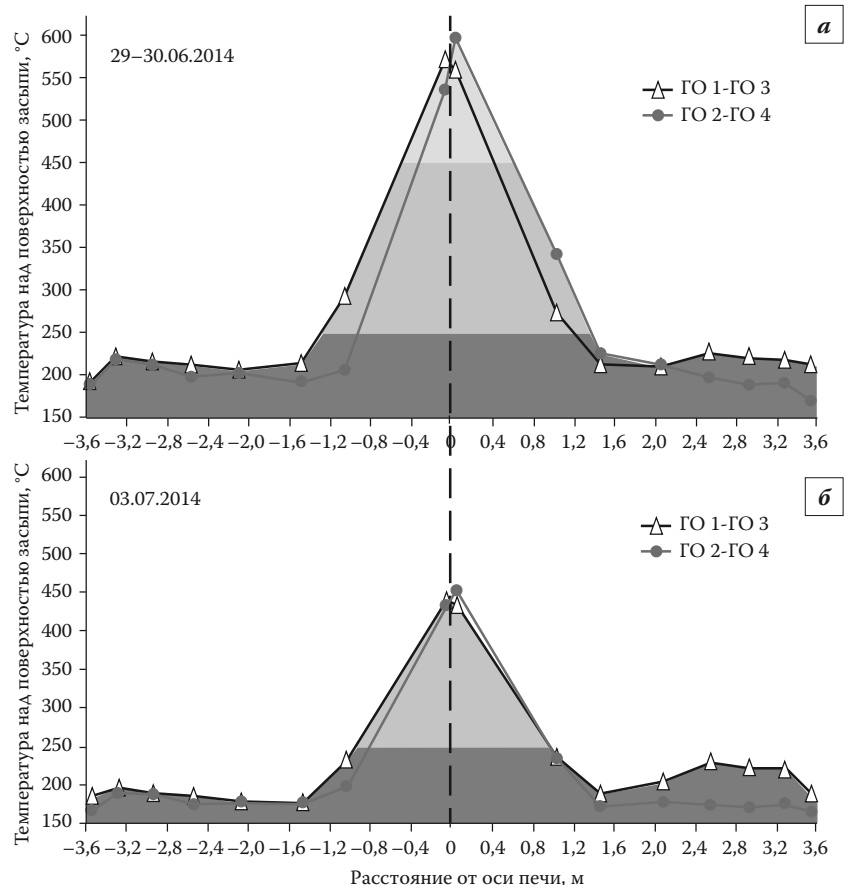 а
29–30.06.2014
ГО 1-ГО 3
ГО 2-ГО 4
Температура над поверхностью засыпи, °С
600
550
500
450
400
350
300
250
200
150
−3,6 −3,2 −2,8 −2,4 −2,0 −1,6 −1,2 −0,8 −0,4 0 0,4 0,8 1,2 1,6 2,0 2,4 2,8 3,2 3,6
б
03.07.2014
ГО 1-ГО 3
ГО 2-ГО 4
Температура над поверхностью засыпи, °С
600
550
500
450
400
350
300
250
200
150
−3,6 −3,2 −2,8 −2,4 −2,0 −1,6 −1,2 −0,8 −0,4 0 0,4 0,8 1,2 1,6 2,0 2,4 2,8 3,2 3,6
Расстояние от оси печи, м